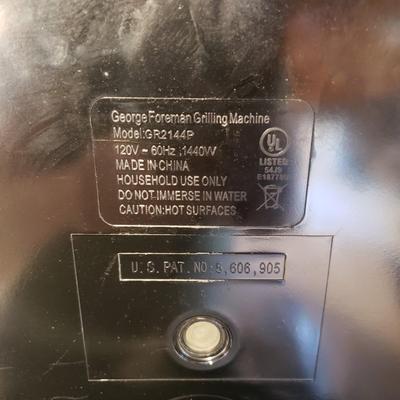 George Foreman Grilling Machine
Model:GR2144P
120V ~ 60Hz 1440W
MADE IN CHINA
HOUSEHOLD USE ONLY
DO NOT IMMERSE IN WATER
CAUTION:HOT SURFACES
UL
LISTED
54J9
U. S. PAT. NO:5,606,905